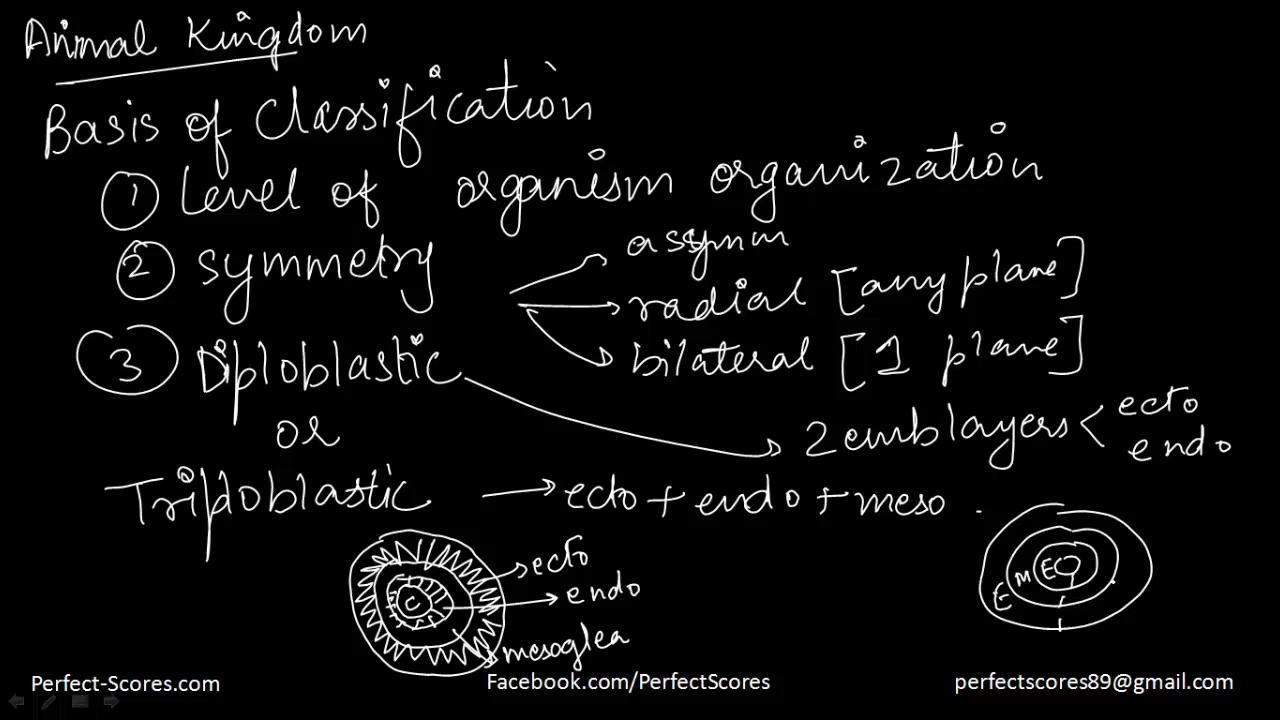 Animal Kingdom
Basis of Classification
1 Level of organism organization
2 symmetry
asymm
radial [any plane]
bilateral [1 plane]
3 Diploblastic
2 emb layers < ecto
endo
or
Triploblastic → ecto + endo + meso
ecto
endo
mesoglea
C
E M E
Perfect-Scores.com
Facebook.com/PerfectScores
perfectscores89@gmail.com